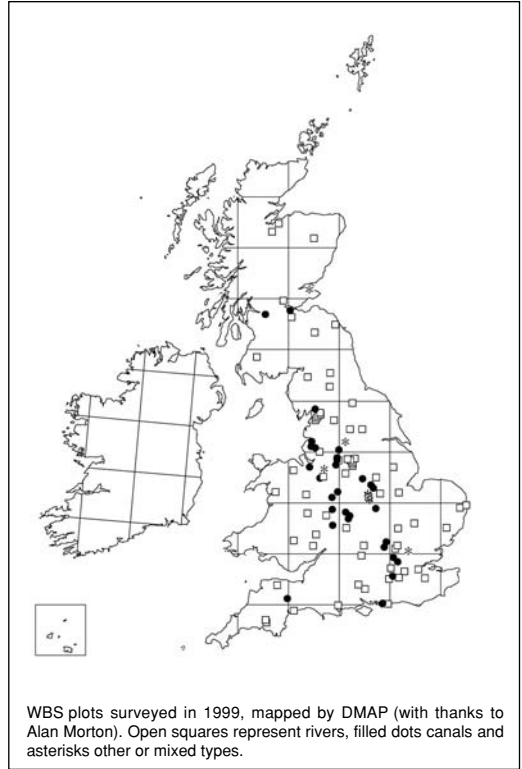 WBS plots surveyed in 1999, mapped by DMAP (with thanks to
Alan Morton). Open squares represent rivers, filled dots canals and
asterisks other or mixed types.